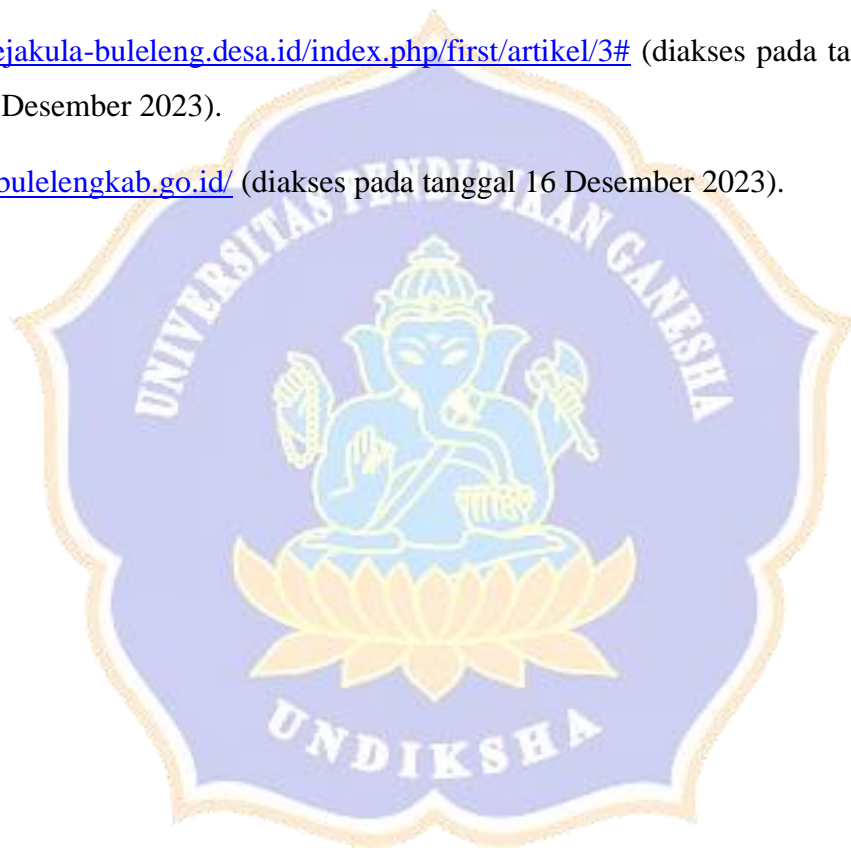 ejakula-buleleng.desa.id/index.php/first/artikel/3# (diakses pada ta
Desember 2023).
bulelengkab.go.id/ (diakses pada tanggal 16 Desember 2023).
UNIVERSITAS PENDIDIKAN GANESHA
UNDIKSHA